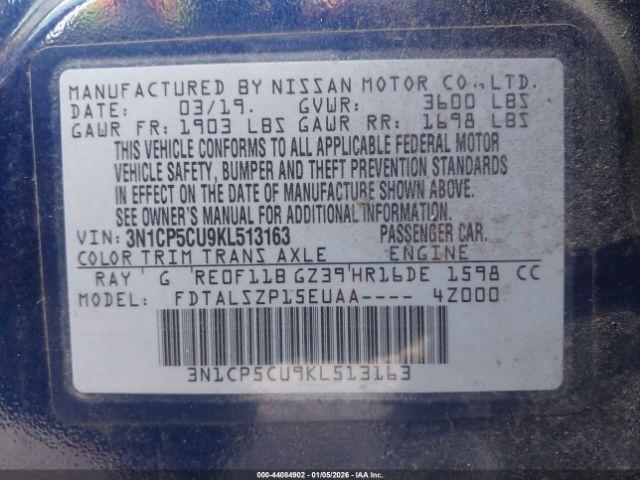 MANUFACTURED BY NISSAN MOTOR CO., LTD.
DATE: 03/19. GVWR: 3600 LBS
GAWR FR: 1903 LBS GAWR RR: 1698 LBS
THIS VEHICLE CONFORMS TO ALL APPLICABLE FEDERAL MOTOR
VEHICLE SAFETY, BUMPER AND THEFT PREVENTION STANDARDS
IN EFFECT ON THE DATE OF MANUFACTURE SHOWN ABOVE.
SEE OWNER'S MANUAL FOR ADDITIONAL INFORMATION
VIN: 3N1CP5CU9KL513163 PASSENGER CAR.
COLOR TRIM TRANS AXLE ENGINE
RAY G RE0F11B GZ39 HR16DE 1598 CC
MODEL: FDTALSZP15EUAA---- 4Z000
3N1CP5CU9KL513163
000-44084902 - 01/05/2026 - © IAA Inc.